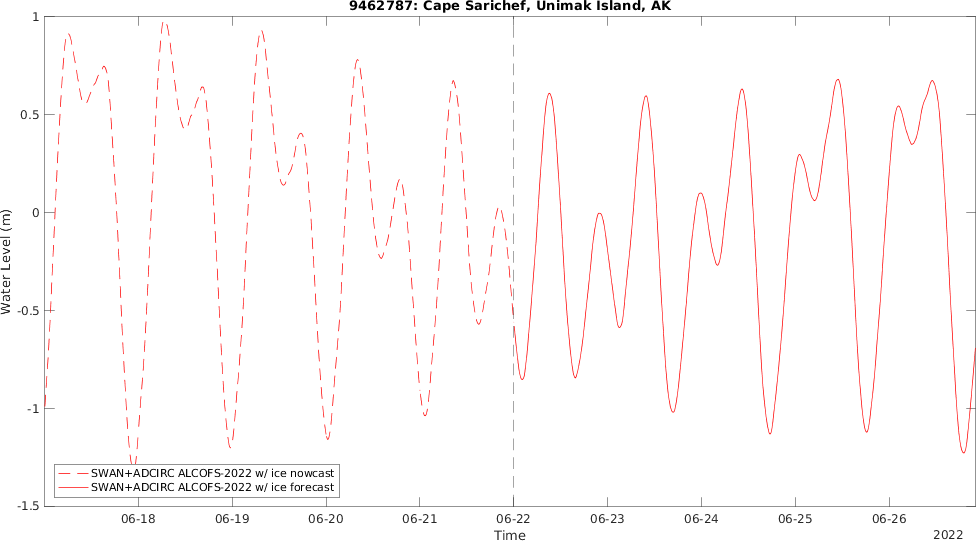 9462787: Cape Sarichef, Unimak Island, AK
1
0.5
0
-0.5
-1
-1.5
Water Level (m)
SWAN+ADCIRC ALCOFS-2022 w/ ice nowcast
SWAN+ADCIRC ALCOFS-2022 w/ ice forecast
06-18 06-19 06-20 06-21 06-22 06-23 06-24 06-25 06-26
Time
2022